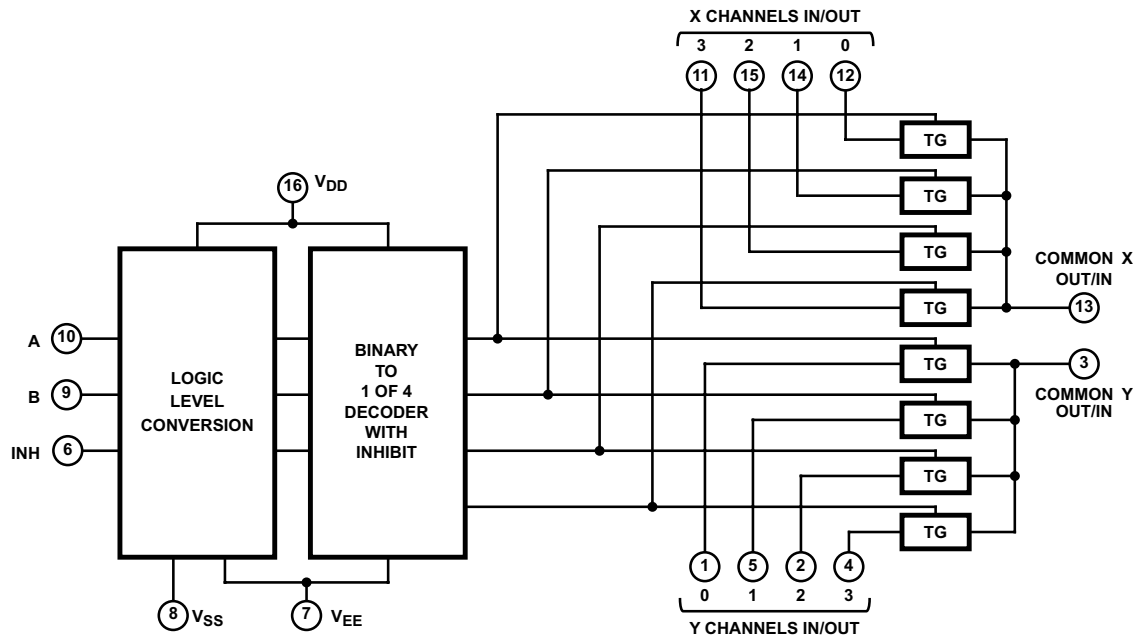 X CHANNELS IN/OUT
3 2 1 0
11 15 14 12
TG
TG
TG
TG
COMMON X
OUT/IN
13
TG
TG
TG
TG
3
COMMON Y
OUT/IN
16 VDD
A 10
B 9
INH 6
LOGIC
LEVEL
CONVERSION
BINARY
TO
1 OF 4
DECODER
WITH
INHIBIT
8 VSS
7 VEE
1 5 2 4
0 1 2 3
Y CHANNELS IN/OUT